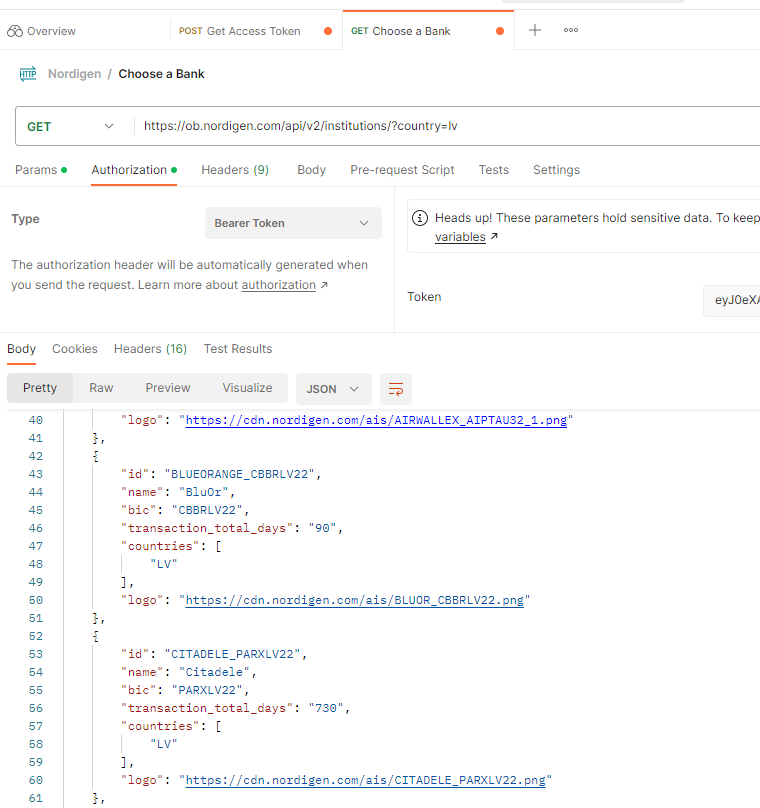 Overview POST Get Access Token GET Choose a Bank
HTTP Nordigen / Choose a Bank
GET https://ob.nordigen.com/api/v2/institutions/?country=lv
Params Authorization Headers (9) Body Pre-request Script Tests Settings
Type Bearer Token
The authorization header will be automatically generated when
you send the request. Learn more about authorization ↗
Heads up! These parameters hold sensitive data. To keep
variables ↗
Token eyJ0eXA
Body Cookies Headers (16) Test Results
Pretty Raw Preview Visualize JSON
40 "logo": "https://cdn.nordigen.com/ais/AIRWALLEX_AIPTAU32_1.png"
41 },
42 {
43 "id": "BLUEORANGE_CBBRLV22",
44 "name": "BluOr",
45 "bic": "CBBRLV22",
46 "transaction_total_days": "90",
47 "countries": [
48 "LV"
49 ],
50 "logo": "https://cdn.nordigen.com/ais/BLUOR_CBBRLV22.png"
51 },
52 {
53 "id": "CITADELE_PARXLV22",
54 "name": "Citadele",
55 "bic": "PARXLV22",
56 "transaction_total_days": "730",
57 "countries": [
58 "LV"
59 ],
60 "logo": "https://cdn.nordigen.com/ais/CITADELE_PARXLV22.png"
61 },